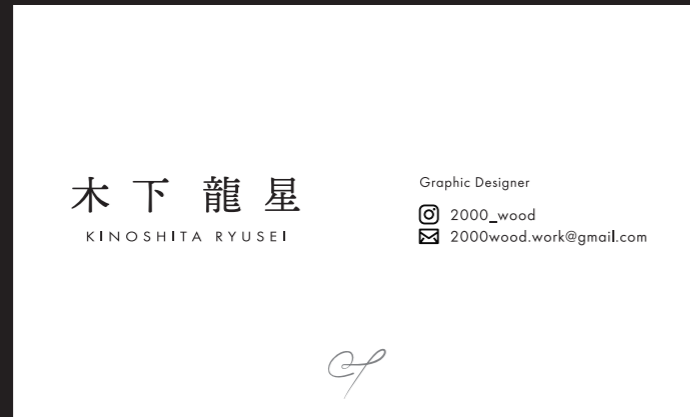 木下 龍星
KINOSHITA RYUSEI
Graphic Designer
2000_wood
2000wood.work@gmail.com